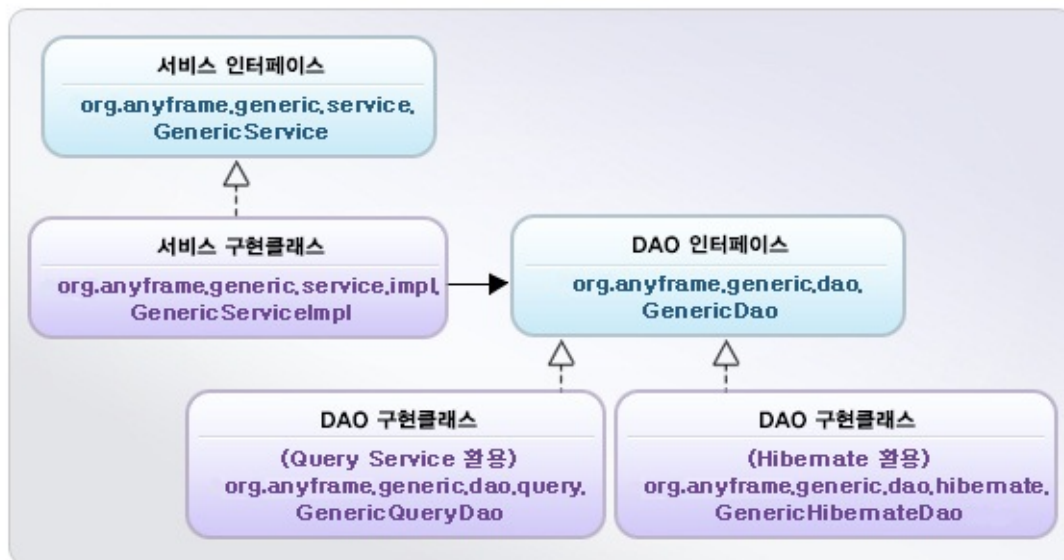 서비스 인터페이스
org.anyframe.generic.service.
GenericService
서비스 구현클래스
org.anyframe.generic.service.impl.
GenericServiceImpl
DAO 인터페이스
org.anyframe.generic.dao.
GenericDao
DAO 구현클래스
(Query Service 활용)
org.anyframe.generic.dao.query.
GenericQueryDao
DAO 구현클래스
(Hibernate 활용)
org.anyframe.generic.dao.hibernate.
GenericHibernateDao